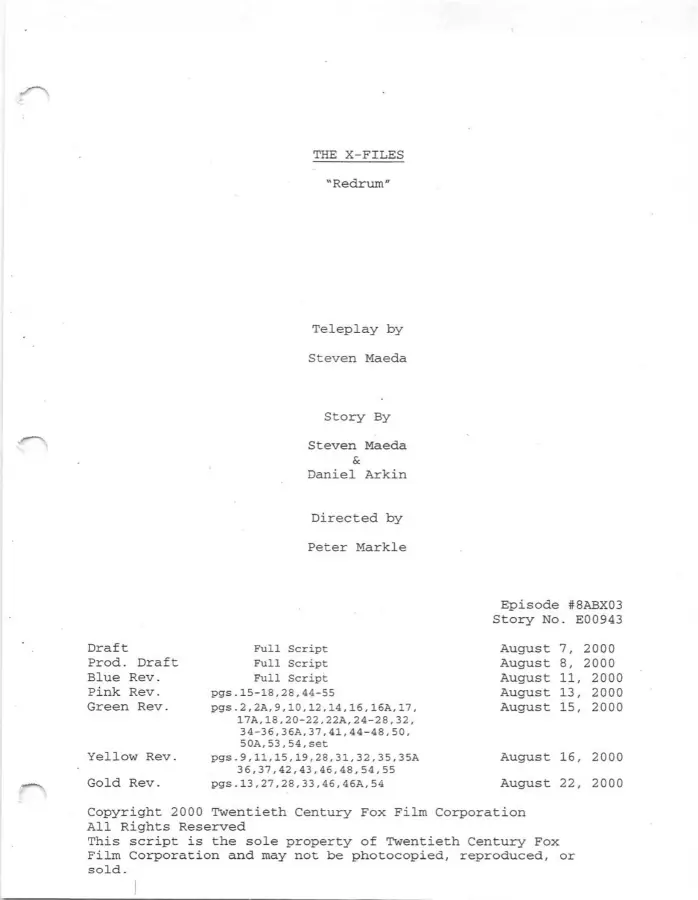 THE X-FILES
"Redrum"
Teleplay by
Steven Maeda
Story By
Steven Maeda
&
Daniel Arkin
Directed by
Peter Markle
Episode #8ABX03
Story No. E00943
Draft Full Script August 7, 2000
Prod. Draft Full Script August 8, 2000
Blue Rev. Full Script August 11, 2000
Pink Rev. pgs.15-18,28,44-55 August 13, 2000
Green Rev. pgs.2,2A,9,10,12,14,16,16A,17, August 15, 2000
17A,18,20-22,22A,24-28,32,
34-36,36A,37,41,44-48,50,
50A,53,54,set
Yellow Rev. pgs.9,11,15,19,28,31,32,35,35A August 16, 2000
36,37,42,43,46,48,54,55
Gold Rev. pgs.13,27,28,33,46,46A,54 August 22, 2000
Copyright 2000 Twentieth Century Fox Film Corporation
All Rights Reserved
This script is the sole property of Twentieth Century Fox
Film Corporation and may not be photocopied, reproduced, or
sold.